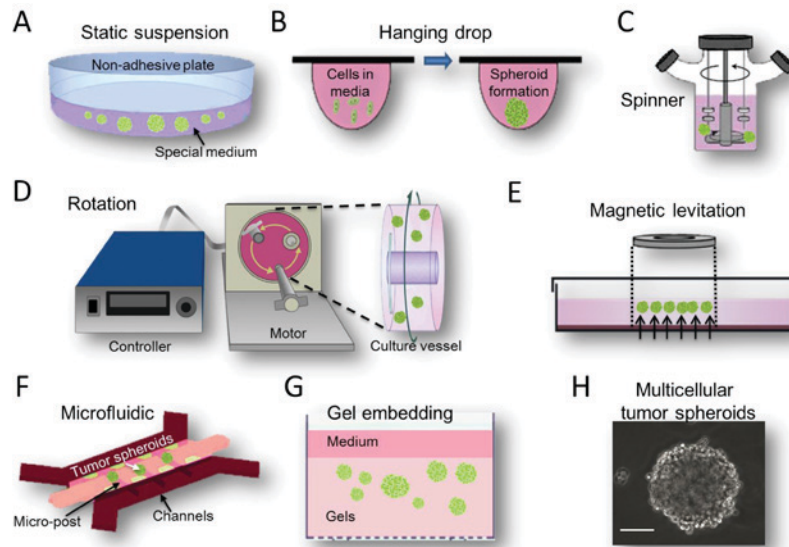 A
Static suspension
Non-adhesive plate
Special medium
B
Hanging drop
Cells in
media
Spheroid
formation
C
Spinner
D
Rotation
Controller
Motor
Culture vessel
E
Magnetic levitation
F
Microfluidic
Tumor spheroids
Micro-post
Channels
G
Gel embedding
Medium
Gels
H
Multicellular
tumor spheroids